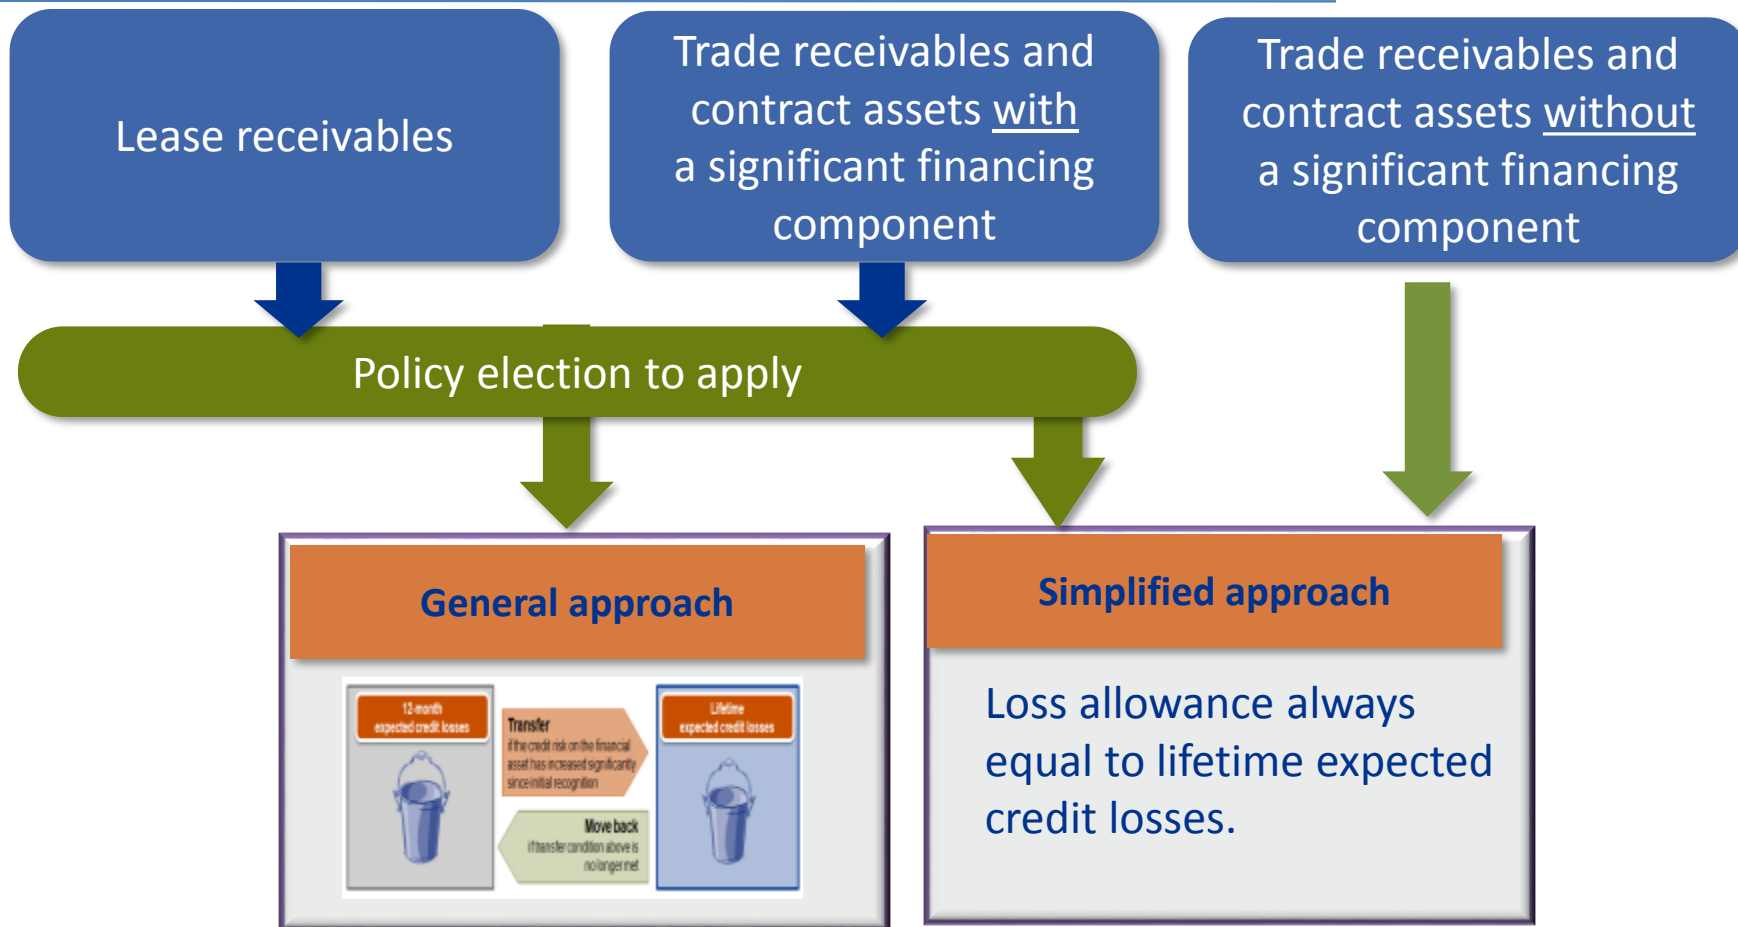 Lease receivables
Trade receivables and
contract assets with
a significant financing
component
Trade receivables and
contract assets without
a significant financing
component
Policy election to apply
General approach
12-month
expected credit losses
Transfer
if the credit risk on the financial
asset has increased significantly
since initial recognition
Lifetime
expected credit losses
Move back
if transfer condition above is
no longer met
Simplified approach
Loss allowance always
equal to lifetime expected
credit losses.